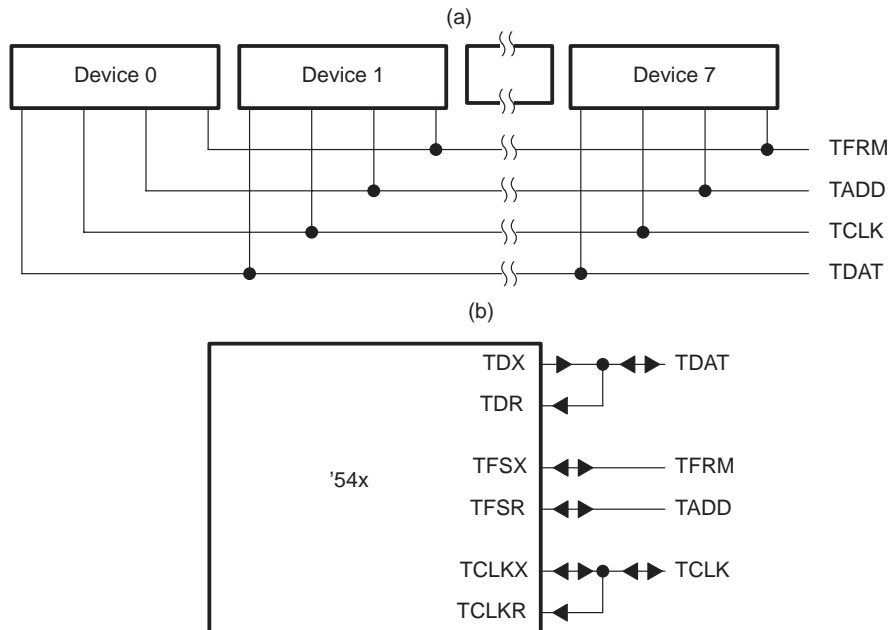 (a)
Device 0 Device 1 Device 7
TFRM
TADD
TCLK
TDAT
(b)
TDX TDAT
TDR
TFSX TFRM
’54x
TFSR TADD
TCLKX TCLK
TCLKR